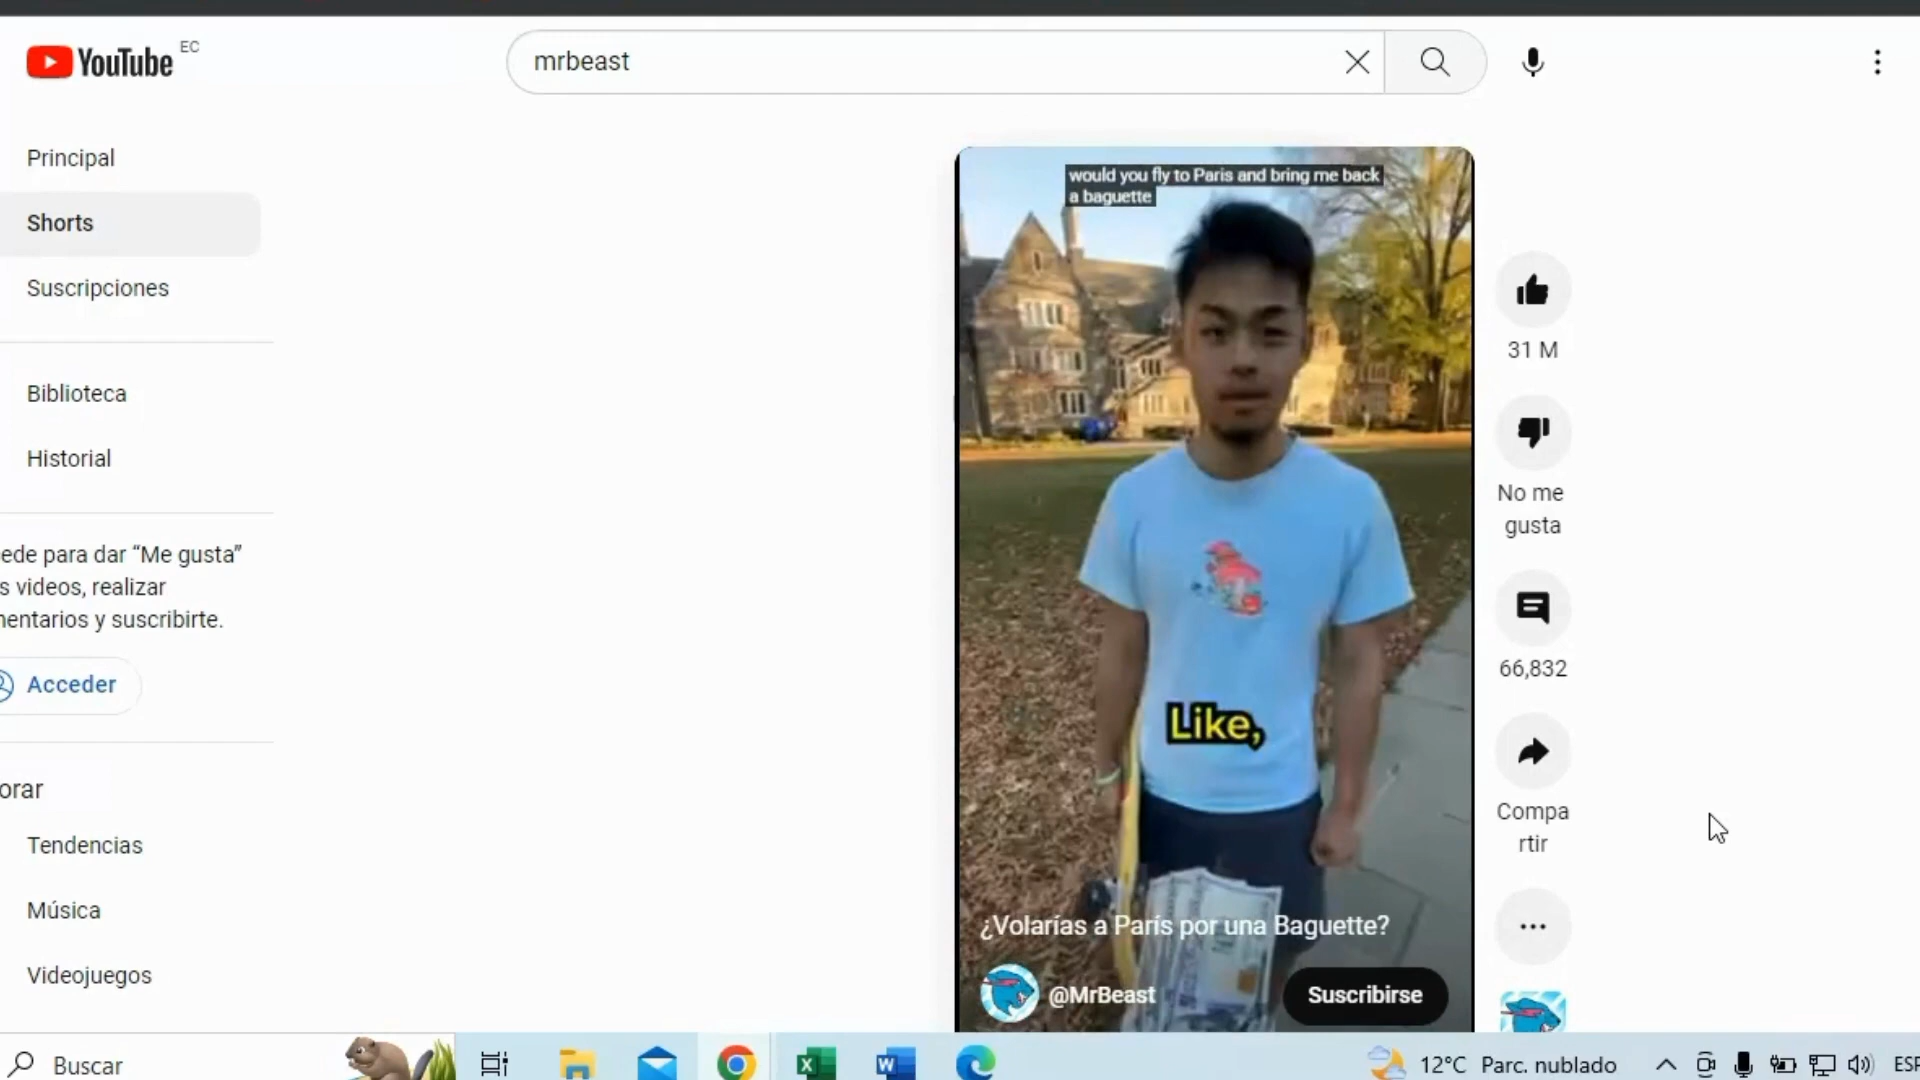 YouTube EC
mrbeast
Principal
Shorts
Suscripciones
Biblioteca
Historial
ede para dar “Me gusta”
s videos, realizar
nentarios y suscribirte.
Acceder
orar
Tendencias
Música
Videojuegos
would you fly to Paris and bring me back
a baguette
Like,
¿Volarías a París por una Baguette?
@MrBeast
Suscribirse
31 M
No me
gusta
66,832
Compa
rtir
Buscar
12°C Parc. nublado
ESP